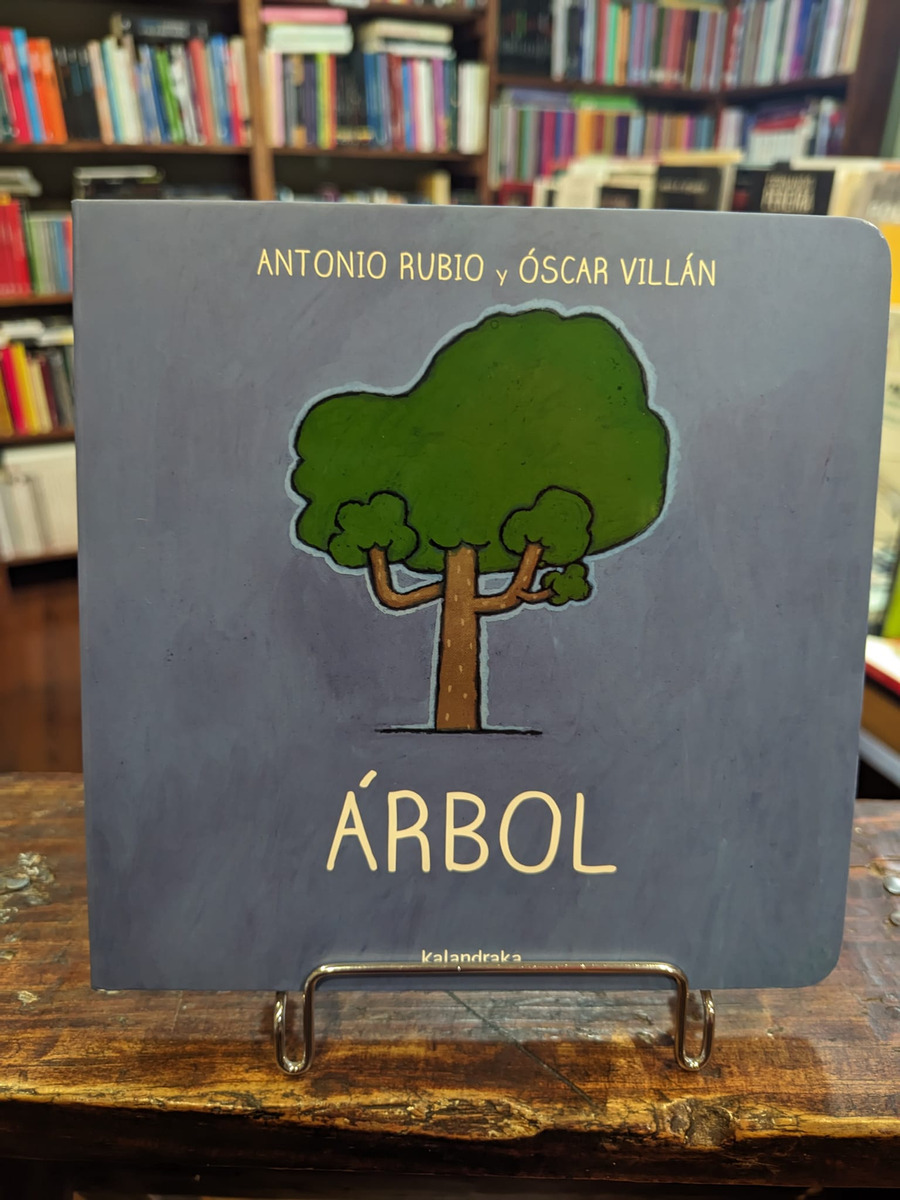 ANTONIO RUBIO Y ÓSCAR VILLÁN
ÁRBOL
kalandraka